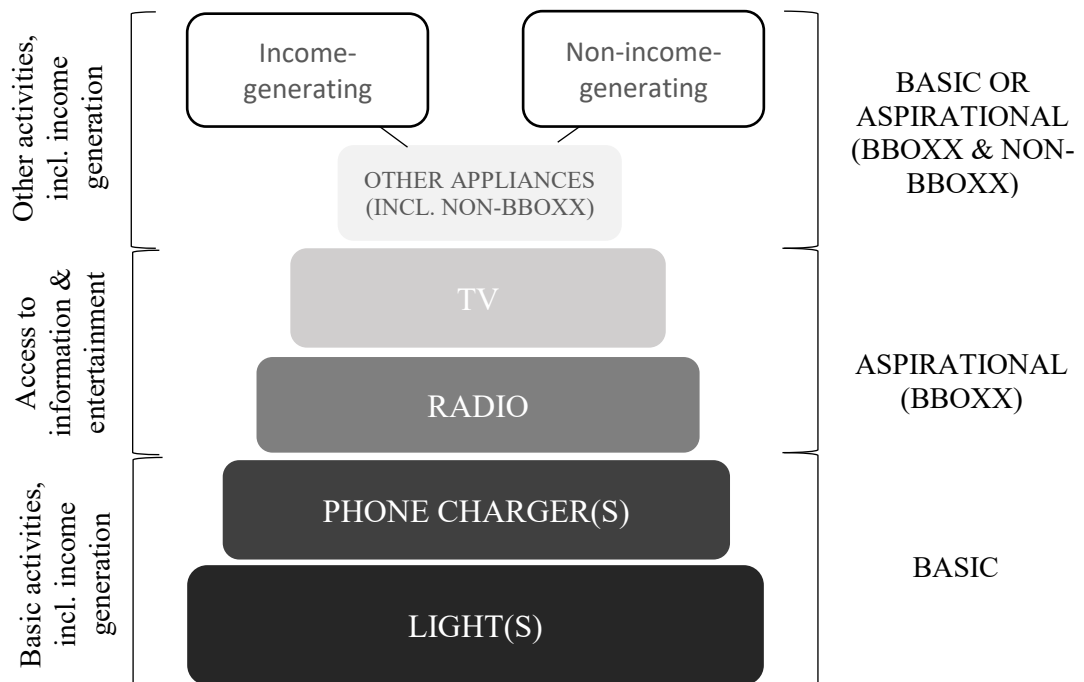 Other activities,
incl. income
generation
Income-
generating
Non-income-
generating
OTHER APPLIANCES
(INCL. NON-BBOXX)
BASIC OR
ASPIRATIONAL
(BBOXX & NON-
BBOXX)
Access to
information &
entertainment
TV
RADIO
ASPIRATIONAL
(BBOXX)
Basic activities,
incl. income
generation
PHONE CHARGER(S)
LIGHT(S)
BASIC